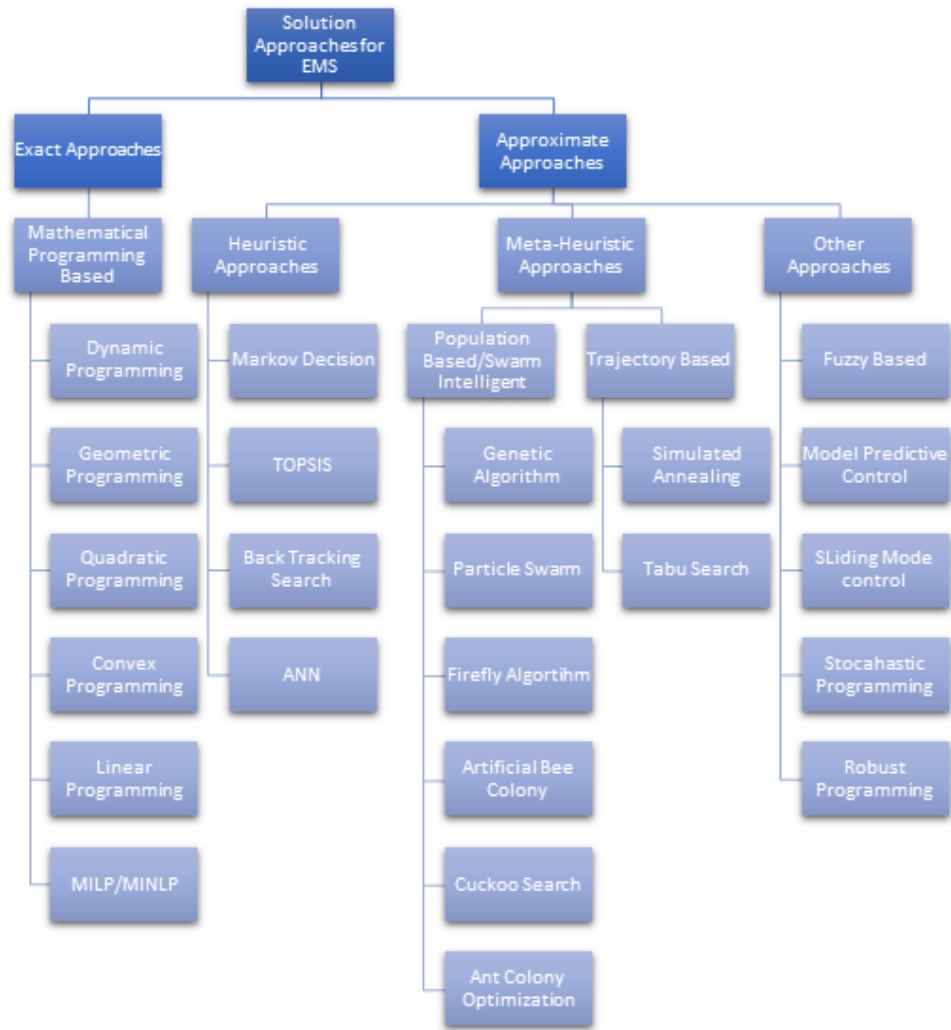 Solution
Approaches for
EMS
Exact Approaches
Approximate
Approaches
Mathematical
Programming
Based
Heuristic
Approaches
Meta-Heuristic
Approaches
Other
Approaches
Dynamic
Programming
Geometric
Programming
Quadratic
Programming
Convex
Programming
Linear
Programming
MILP/MINLP
Markov Decision
TOPSIS
Back Tracking
Search
ANN
Population
Based/Swarm
Intelligent
Genetic
Algorithm
Particle Swarm
Firefly Algortihm
Artificial Bee
Colony
Cuckoo Search
Ant Colony
Optimization
Trajectory Based
Simulated
Annealing
Tabu Search
Fuzzy Based
Model Predictive
Control
SLiding Mode
control
Stocahastic
Programming
Robust
Programming